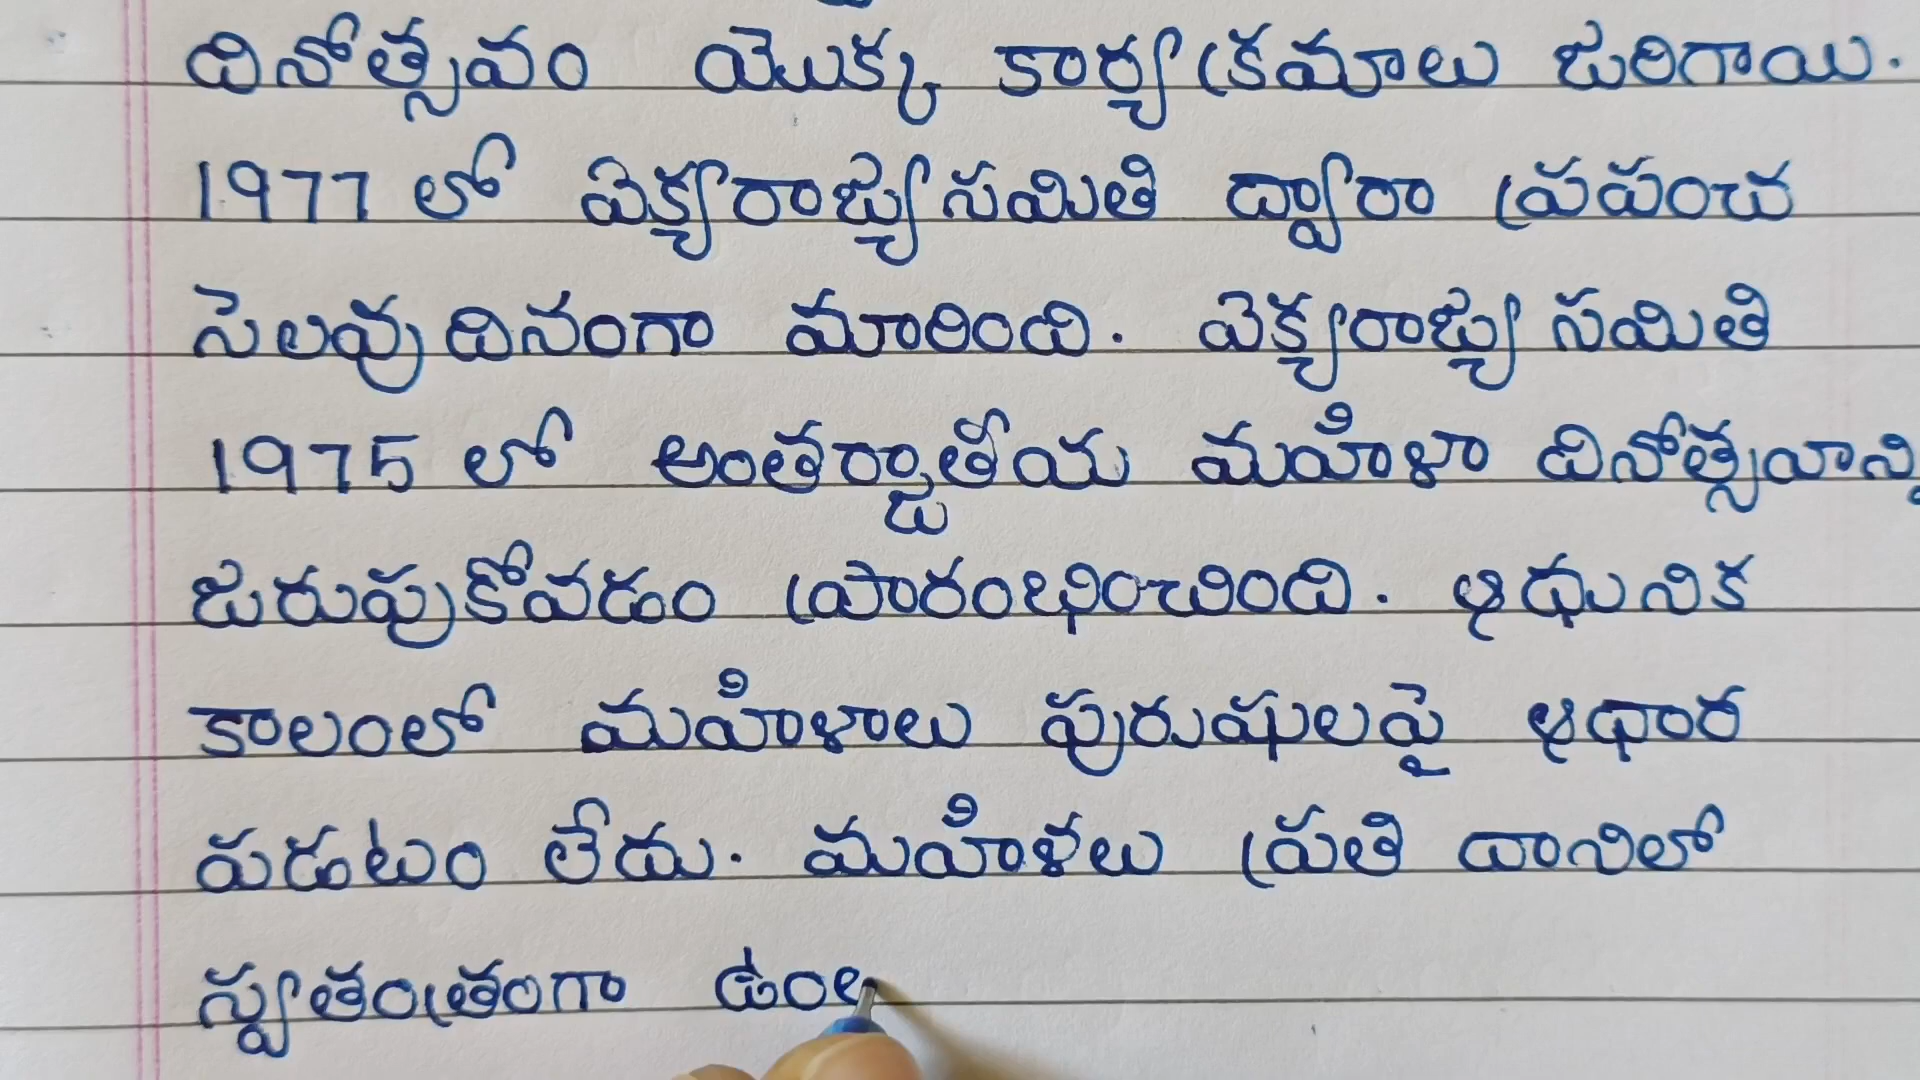 దినోత్సవం యొక్క కార్యక్రమాలు జరిగాయి.
1977 లో ఐక్యరాజ్యసమితి ద్వారా ప్రపంచ
సెలవుదినంగా మారింది. ఐక్యరాజ్య సమితి
1975 లో అంతర్జాతీయ మహిళా దినోత్సవాన్ని
జరుపుకోవడం ప్రారంభించింది. ఆధునిక
కాలంలో మహిళాలు పురుషులపై ఆధార
పడటం లేదు. మహిళలు ప్రతి దానిలో
స్వతంత్రంగా